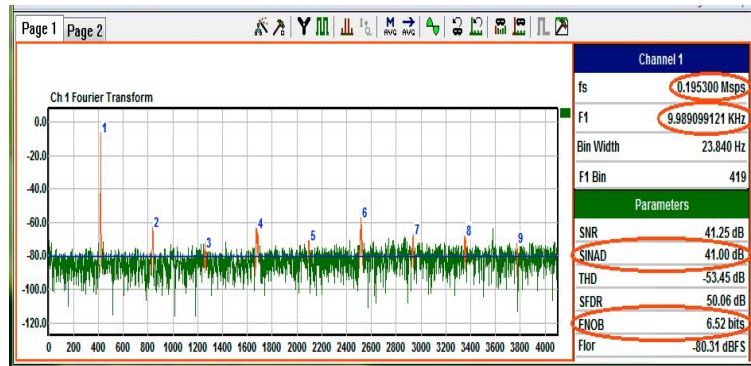 Page 1 Page 2
M AVG AVG
Channel 1
fs 0.195300 Msps
F1 9.989099121 KHz
Bin Width 23.840 Hz
F1 Bin 419
Parameters
SNR 41.25 dB
SINAD 41.00 dB
THD -53.45 dB
SFDR 50.06 dB
ENOB 6.52 bits
Flor -80.31 dBFS
Ch 1 Fourier Transform
0.0
-20.0
-40.0
-60.0
-80.0
-100.0
-120.0
1 2 3 4 5 6 7 8 9
0 200 400 600 800 1000 1200 1400 1600 1800 2000 2200 2400 2600 2800 3000 3200 3400 3600 3800 4000